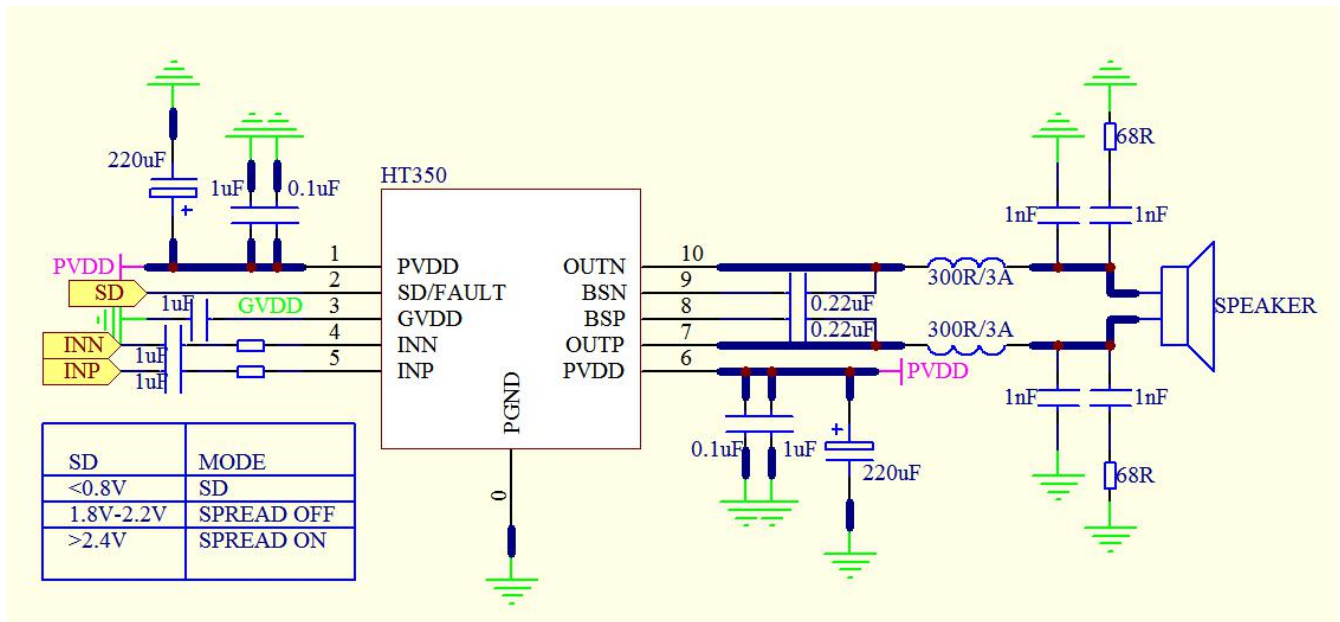 68R
220uF
1uF
0.1uF
HT350
1nF
1nF
1
10
PVDD
PVDD
OUTN
300R/3A
2
9
SD
SD/FAULT
BSN
0.22uF
SPEAKER
1uF
GVDD
3
8
GVDD
BSP
0.22uF
4
7
300R/3A
INN
1uF
INN
OUTP
5
6
INP
1uF
INP
PVDD
PVDD
PGND
1nF
1nF
0.1uF
1uF
220uF
68R
0
SD MODE
<0.8V SD
1.8V-2.2V SPREAD OFF
>2.4V SPREAD ON